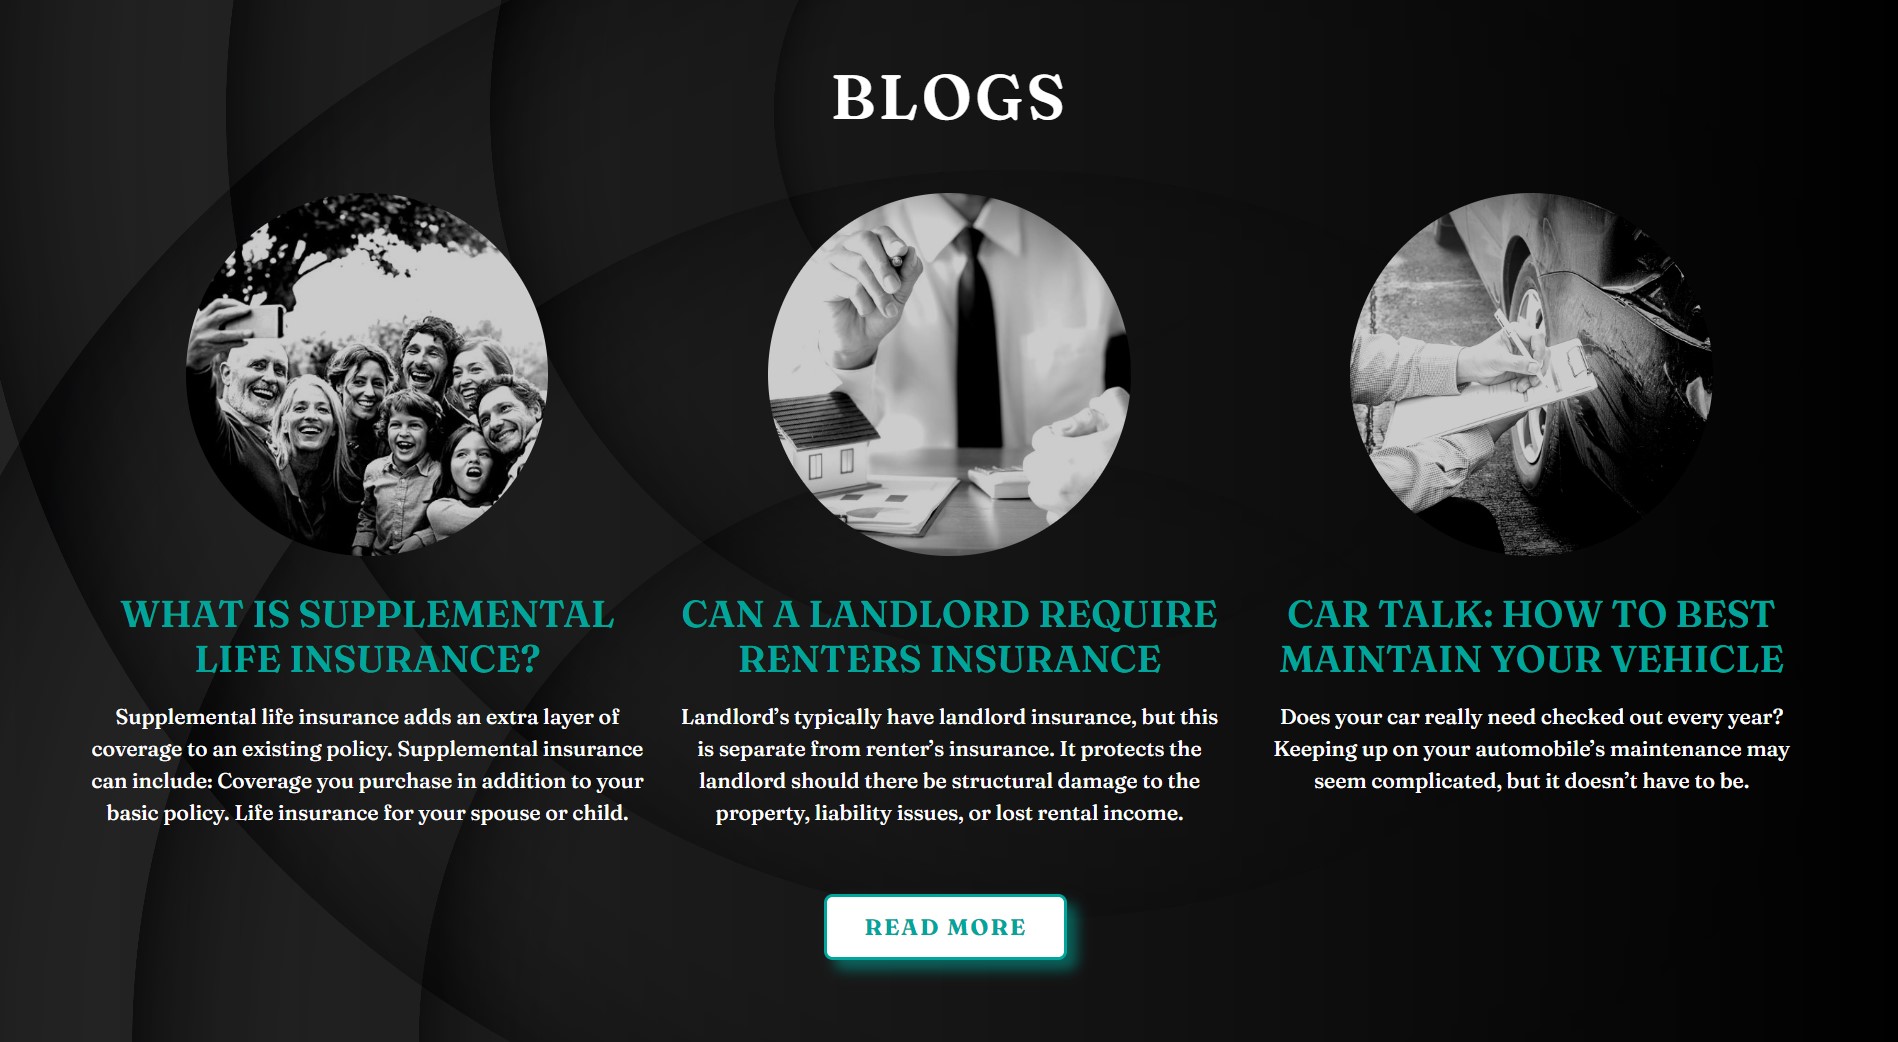 BLOGS
WHAT IS SUPPLEMENTAL
LIFE INSURANCE?
Supplemental life insurance adds an extra layer of
coverage to an existing policy. Supplemental insurance
can include: Coverage you purchase in addition to your
basic policy. Life insurance for your spouse or child.
CAN A LANDLORD REQUIRE
RENTERS INSURANCE
Landlord’s typically have landlord insurance, but this
is separate from renter’s insurance. It protects the
landlord should there be structural damage to the
property, liability issues, or lost rental income.
CAR TALK: HOW TO BEST
MAINTAIN YOUR VEHICLE
Does your car really need checked out every year?
Keeping up on your automobile’s maintenance may
seem complicated, but it doesn’t have to be.
READ MORE